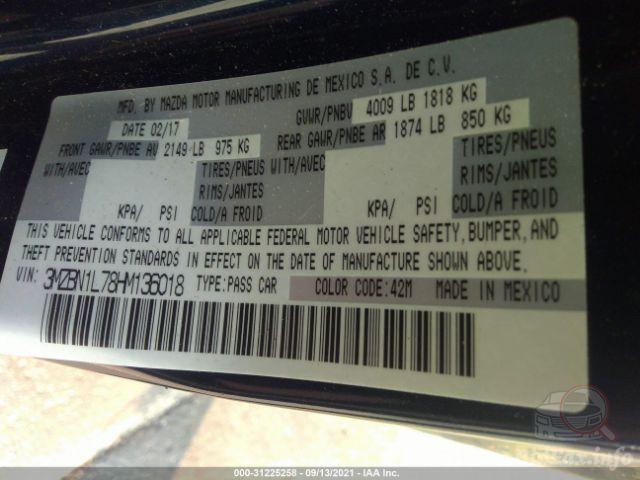 MFD. BY MAZDA MOTOR MANUFACTURING DE MEXICO S.A. DE C.V.
DATE 02/17 GVWR/PNBV 4009 LB 1818 KG
FRONT GAWR/PNBE AV 2149 LB 975 KG REAR GAWR/PNBE AR 1874 LB 850 KG
WITH/AVEC TIRES/PNEUS WITH/AVEC TIRES/PNEUS
RIMS/JANTES RIMS/JANTES
KPA/ PSI COLD/A FROID KPA/ PSI COLD/A FROID
THIS VEHICLE CONFORMS TO ALL APPLICABLE FEDERAL MOTOR VEHICLE SAFETY, BUMPER, AND
THEFT PREVENTION STANDARDS IN EFFECT ON THE DATE OF MANUFACTURE SHOWN ABOVE.
VIN: 3MZBN1L78HM136018 TYPE:PASS CAR COLOR CODE:42M MADE IN MEXICO
000-31225258 - 09/13/2021 - IAA Inc.
plc.auto.info